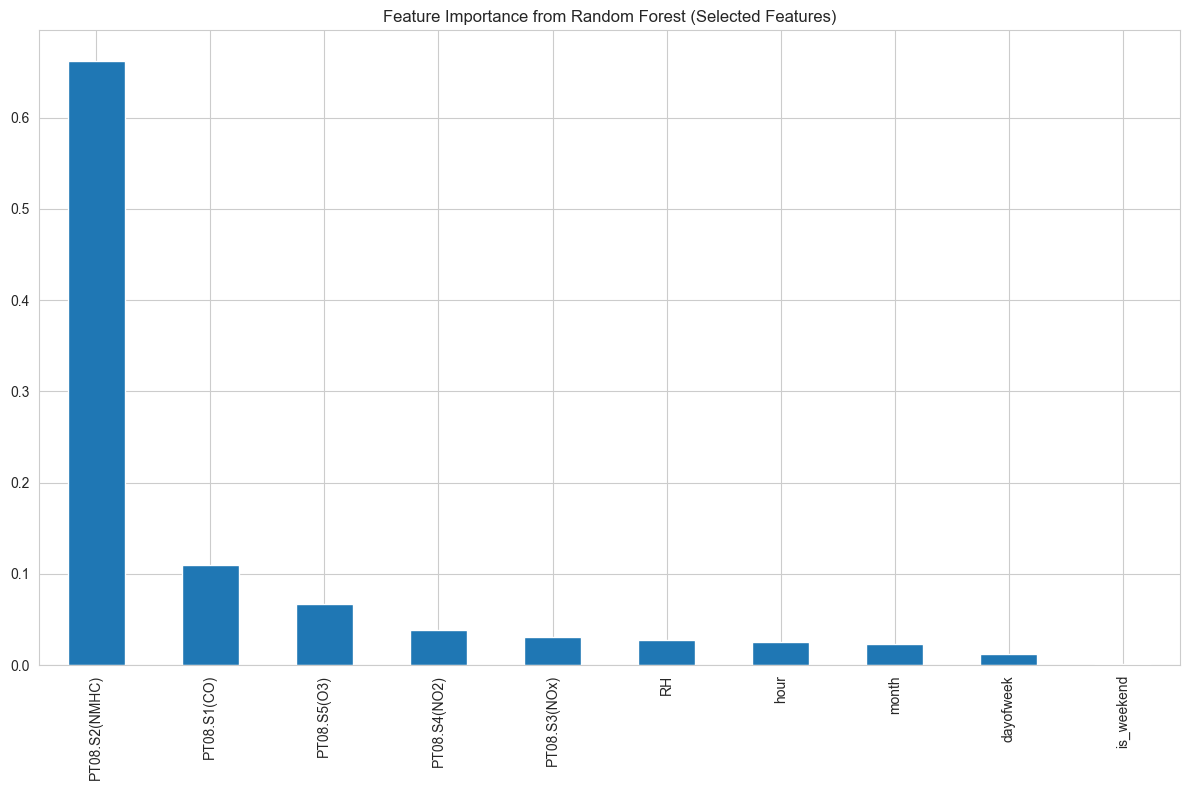 Feature Importance from Random Forest (Selected Features)
0.6
0.5
0.4
0.3
0.2
0.1
0.0
PT08.S2(NMHC)
PT08.S1(CO)
PT08.S5(O3)
PT08.S4(NO2)
PT08.S3(NOx)
RH
hour
month
dayofweek
is_weekend